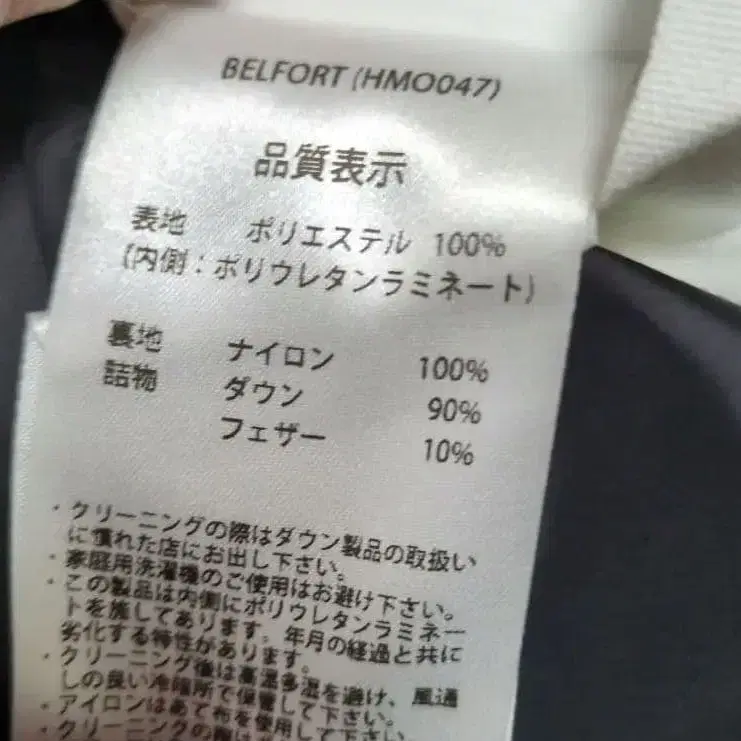 BELFORT (HMO047)
品質表示
表地 ポリエステル 100%
(内側:ポリウレタンラミネート)
裏地 ナイロン 100%
詰物 ダウン 90%
フェザー 10%
・クリーニングの際はダウン製品の取扱い
に慣れた店にお出し下さい。
・家庭用洗濯機のご使用はお避け下さい。
・この製品は内側にポリウレタンラミネー
トを施してあります。年月の経過と共に
劣化する特性があります。
・クリーニング後は高温多湿を避け、風通
しの良い冷暗所で保管して下さい。
・アイロンはあて布を使用して下さい。
・クリーニングの際は